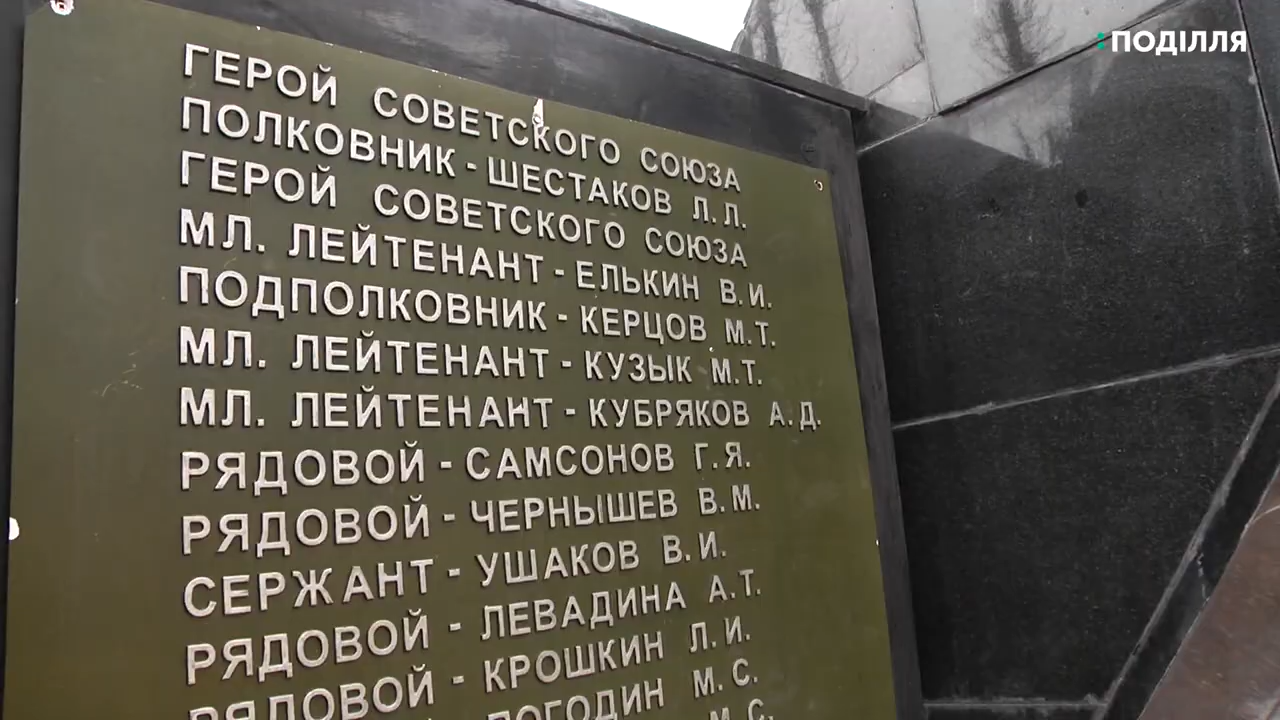 :ПОДІЛЛЯ
ГЕРОЙ СОВЕТСКОГО СОЮЗА
ПОЛКОВНИК - ШЕСТАКОВ Л. Л.
ГЕРОЙ СОВЕТСКОГО СОЮЗА
МЛ. ЛЕЙТЕНАНТ - ЕЛЬКИН В. И.
ПОДПОЛКОВНИК - КЕРЦОВ М.Т.
МЛ. ЛЕЙТЕНАНТ - КУЗЫК М.Т.
МЛ. ЛЕЙТЕНАНТ - КУБРЯКОВ А. Д.
РЯДОВОЙ - САМСОНОВ Г. Я.
РЯДОВОЙ - ЧЕРНЫШЕВ В. М.
СЕРЖАНТ - УШАКОВ В. И.
РЯДОВОЙ - ЛЕВАДИНА А. Т.
РЯДОВОЙ - КРОШКИН Л. И.
ПОГОДИН М. С.
М. С.